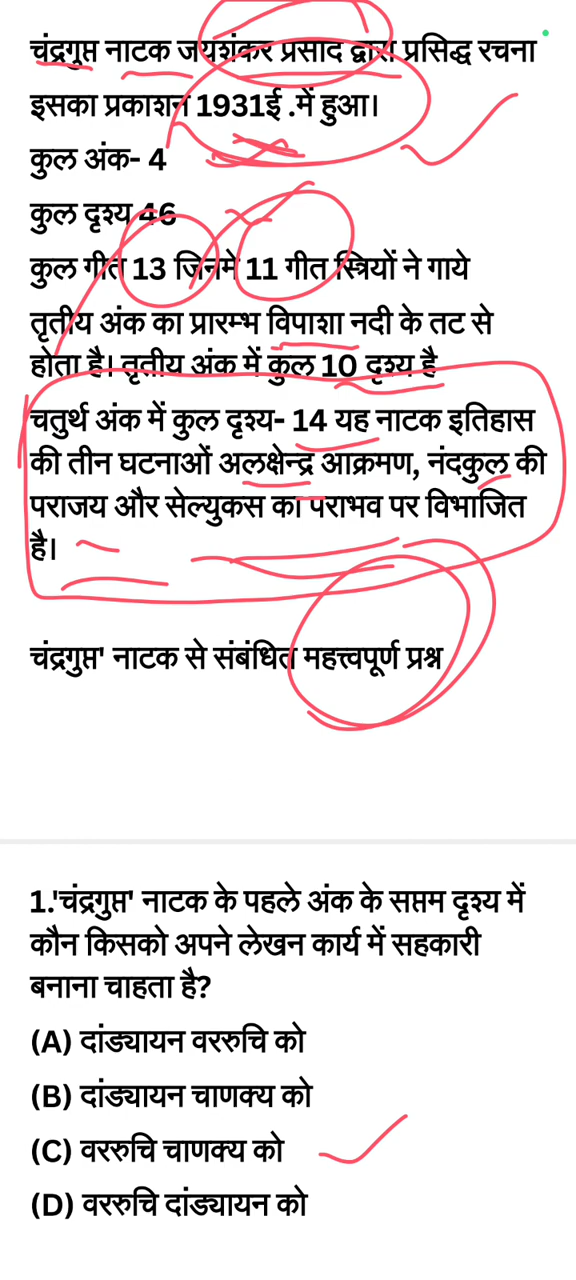 चंद्रगुप्त नाटक जयशंकर प्रसाद द्वारा प्रसिद्ध रचना
इसका प्रकाशन 1931ई .में हुआ।
कुल अंक- 4
कुल दृश्य 46
कुल गीत 13 जिनमे 11 गीत स्त्रियों ने गाये
तृतीय अंक का प्रारम्भ विपाशा नदी के तट से
होता है। तृतीय अंक में कुल 10 दृश्य है
चतुर्थ अंक में कुल दृश्य- 14 यह नाटक इतिहास
की तीन घटनाओं अलक्षेन्द्र आक्रमण, नंदकुल की
पराजय और सेल्युकस का पराभव पर विभाजित
है।
चंद्रगुप्त' नाटक से संबंधित महत्त्वपूर्ण प्रश्न
1.'चंद्रगुप्त' नाटक के पहले अंक के सप्तम दृश्य में
कौन किसको अपने लेखन कार्य में सहकारी
बनाना चाहता है?
(A) दांड्यायन वररुचि को
(B) दांड्यायन चाणक्य को
(C) वररुचि चाणक्य को
(D) वररुचि दांड्यायन को